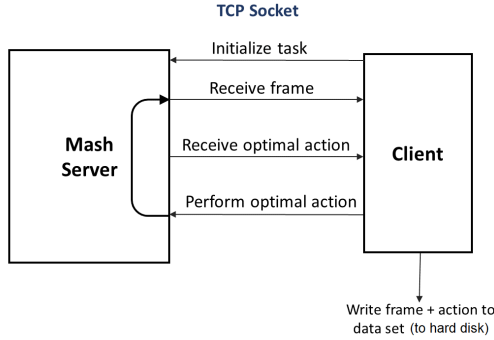 TCP Socket
Initialize task
Receive frame
Receive optimal action
Perform optimal action
Mash
Server
Client
Write frame + action to
data set (to hard disk)